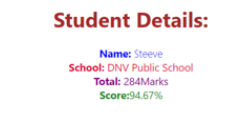 Student Details:
Name: Steeve
School: DNV Public School
Total: 284Marks
Score:94.67%